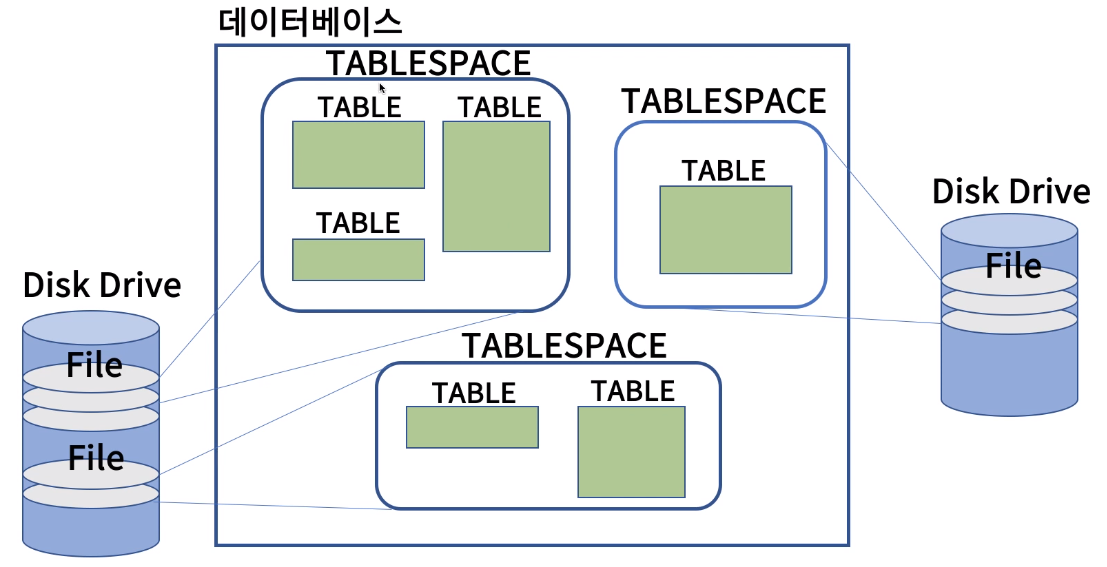 데이터베이스
TABLESPACE
TABLE
TABLE
TABLE
TABLESPACE
TABLE
Disk Drive
File
Disk Drive
File
File
TABLESPACE
TABLE
TABLE